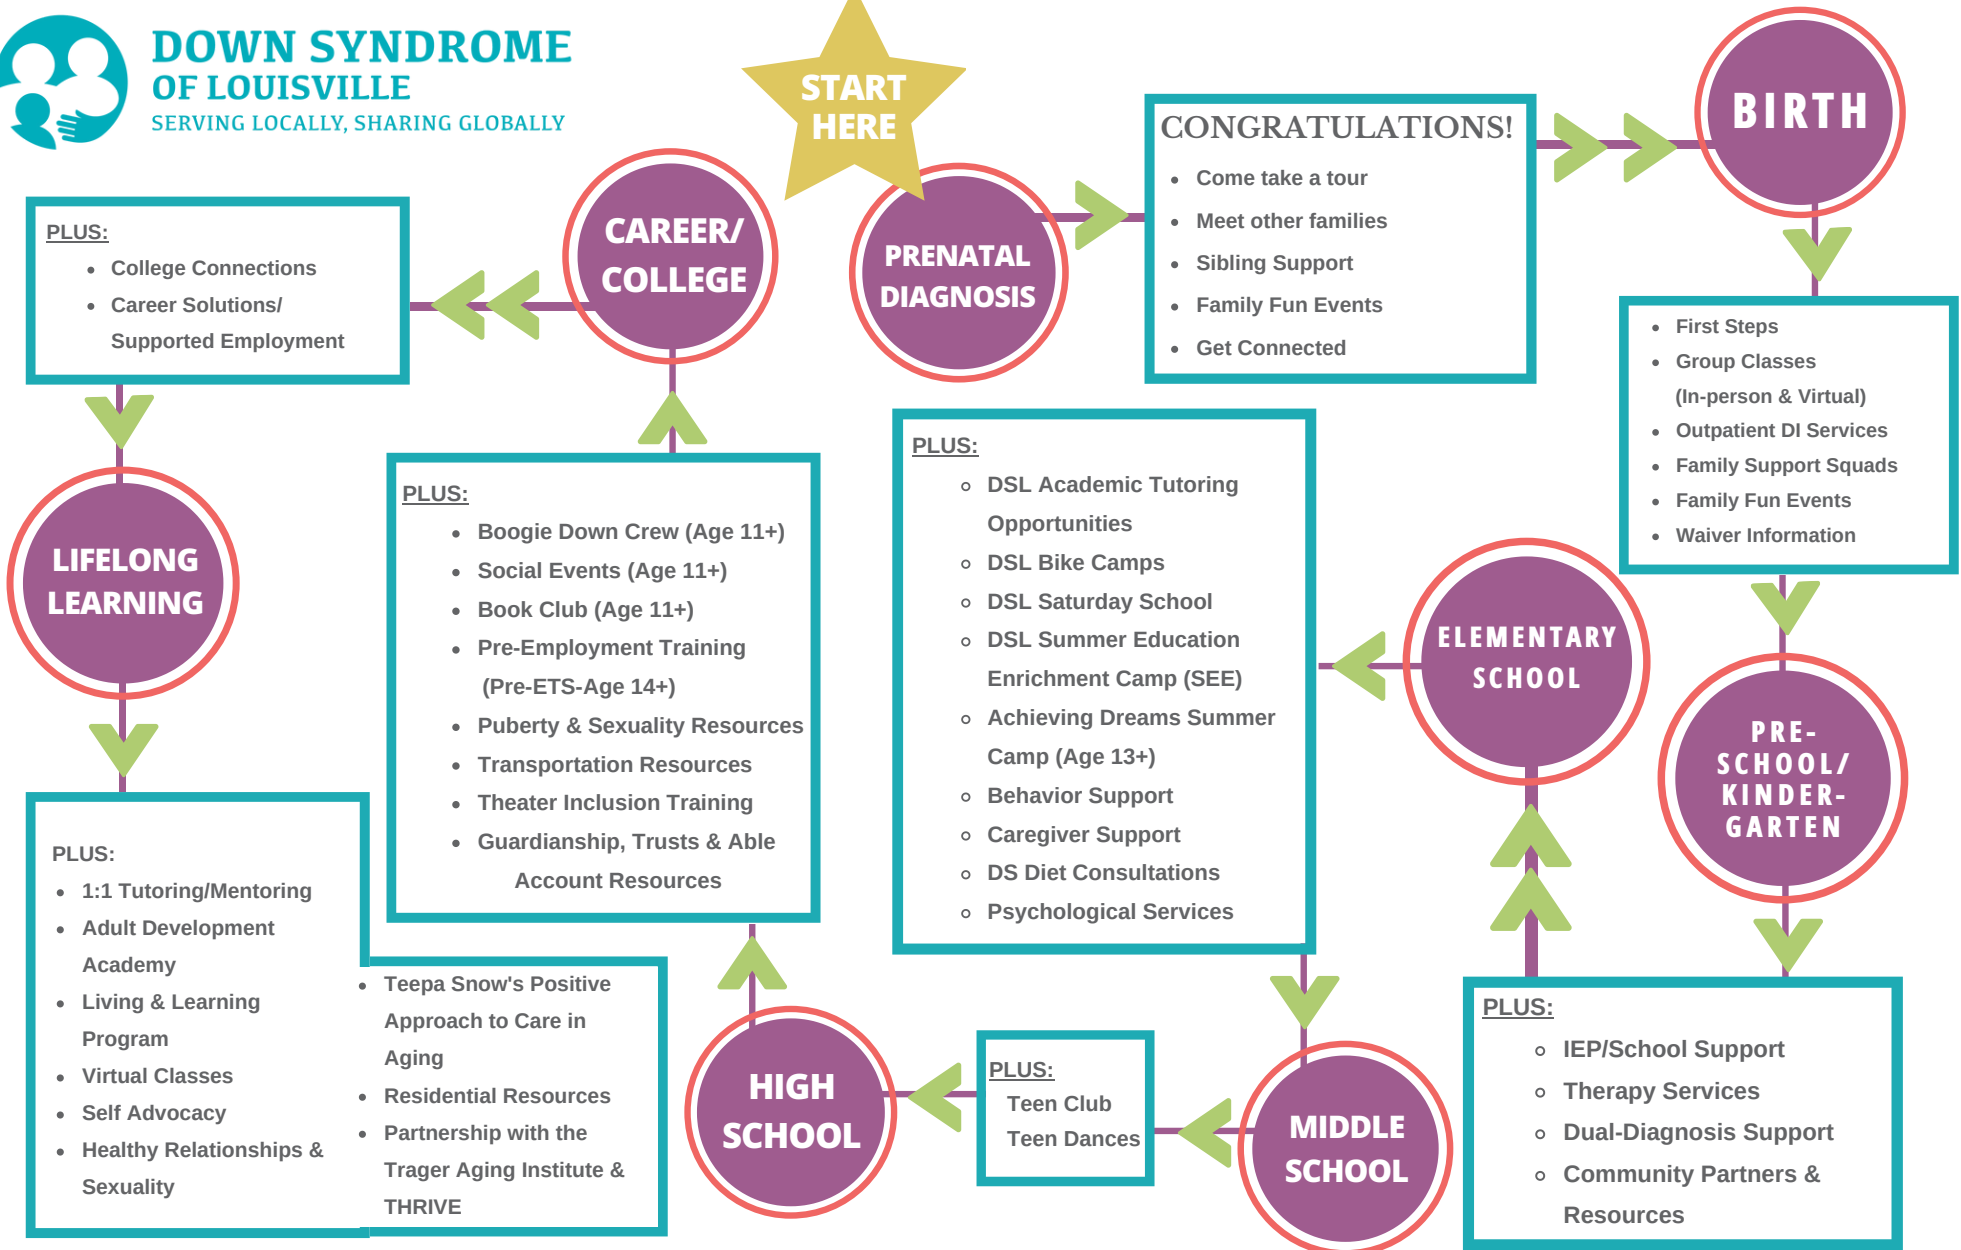 DOWN SYNDROME
OF LOUISVILLE
SERVING LOCALLY, SHARING GLOBALLY
START
HERE
PRENATAL
DIAGNOSIS
CONGRATULATIONS!
Come take a tour
Meet other families
Sibling Support
Family Fun Events
Get Connected
BIRTH
First Steps
Group Classes
(In-person & Virtual)
Outpatient DI Services
Family Support Squads
Family Fun Events
Waiver Information
PRE-
SCHOOL/
KINDER-
GARTEN
PLUS:
IEP/School Support
Therapy Services
Dual-Diagnosis Support
Community Partners &
Resources
ELEMENTARY
SCHOOL
PLUS:
DSL Academic Tutoring
Opportunities
DSL Bike Camps
DSL Saturday School
DSL Summer Education
Enrichment Camp (SEE)
Achieving Dreams Summer
Camp (Age 13+)
Behavior Support
Caregiver Support
DS Diet Consultations
Psychological Services
MIDDLE
SCHOOL
PLUS:
Teen Club
Teen Dances
HIGH
SCHOOL
PLUS:
Boogie Down Crew (Age 11+)
Social Events (Age 11+)
Book Club (Age 11+)
Pre-Employment Training
(Pre-ETS-Age 14+)
Puberty & Sexuality Resources
Transportation Resources
Theater Inclusion Training
Guardianship, Trusts & Able
Account Resources
CAREER/
COLLEGE
PLUS:
College Connections
Career Solutions/
Supported Employment
LIFELONG
LEARNING
PLUS:
1:1 Tutoring/Mentoring
Adult Development
Academy
Living & Learning
Program
Virtual Classes
Self Advocacy
Healthy Relationships &
Sexuality
Teepa Snow's Positive
Approach to Care in
Aging
Residential Resources
Partnership with the
Trager Aging Institute &
THRIVE